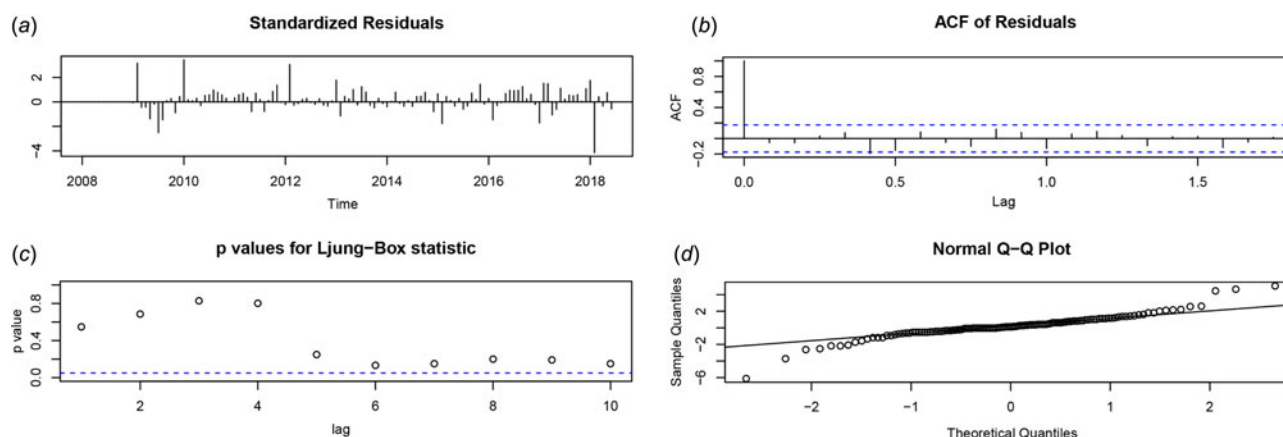 (a) Standardized Residuals
2
0
−4
2008 2010 2012 2014 2016 2018
Time
(b) ACF of Residuals
ACF
0.8
0.4
−0.2
0.0 0.5 1.0 1.5
Lag
(c) p values for Ljung−Box statistic
p value
0.8
0.4
0.0
2 4 6 8 10
lag
(d) Normal Q−Q Plot
Sample Quantiles
2
−2
−6
−2 −1 0 1 2
Theoretical Quantiles